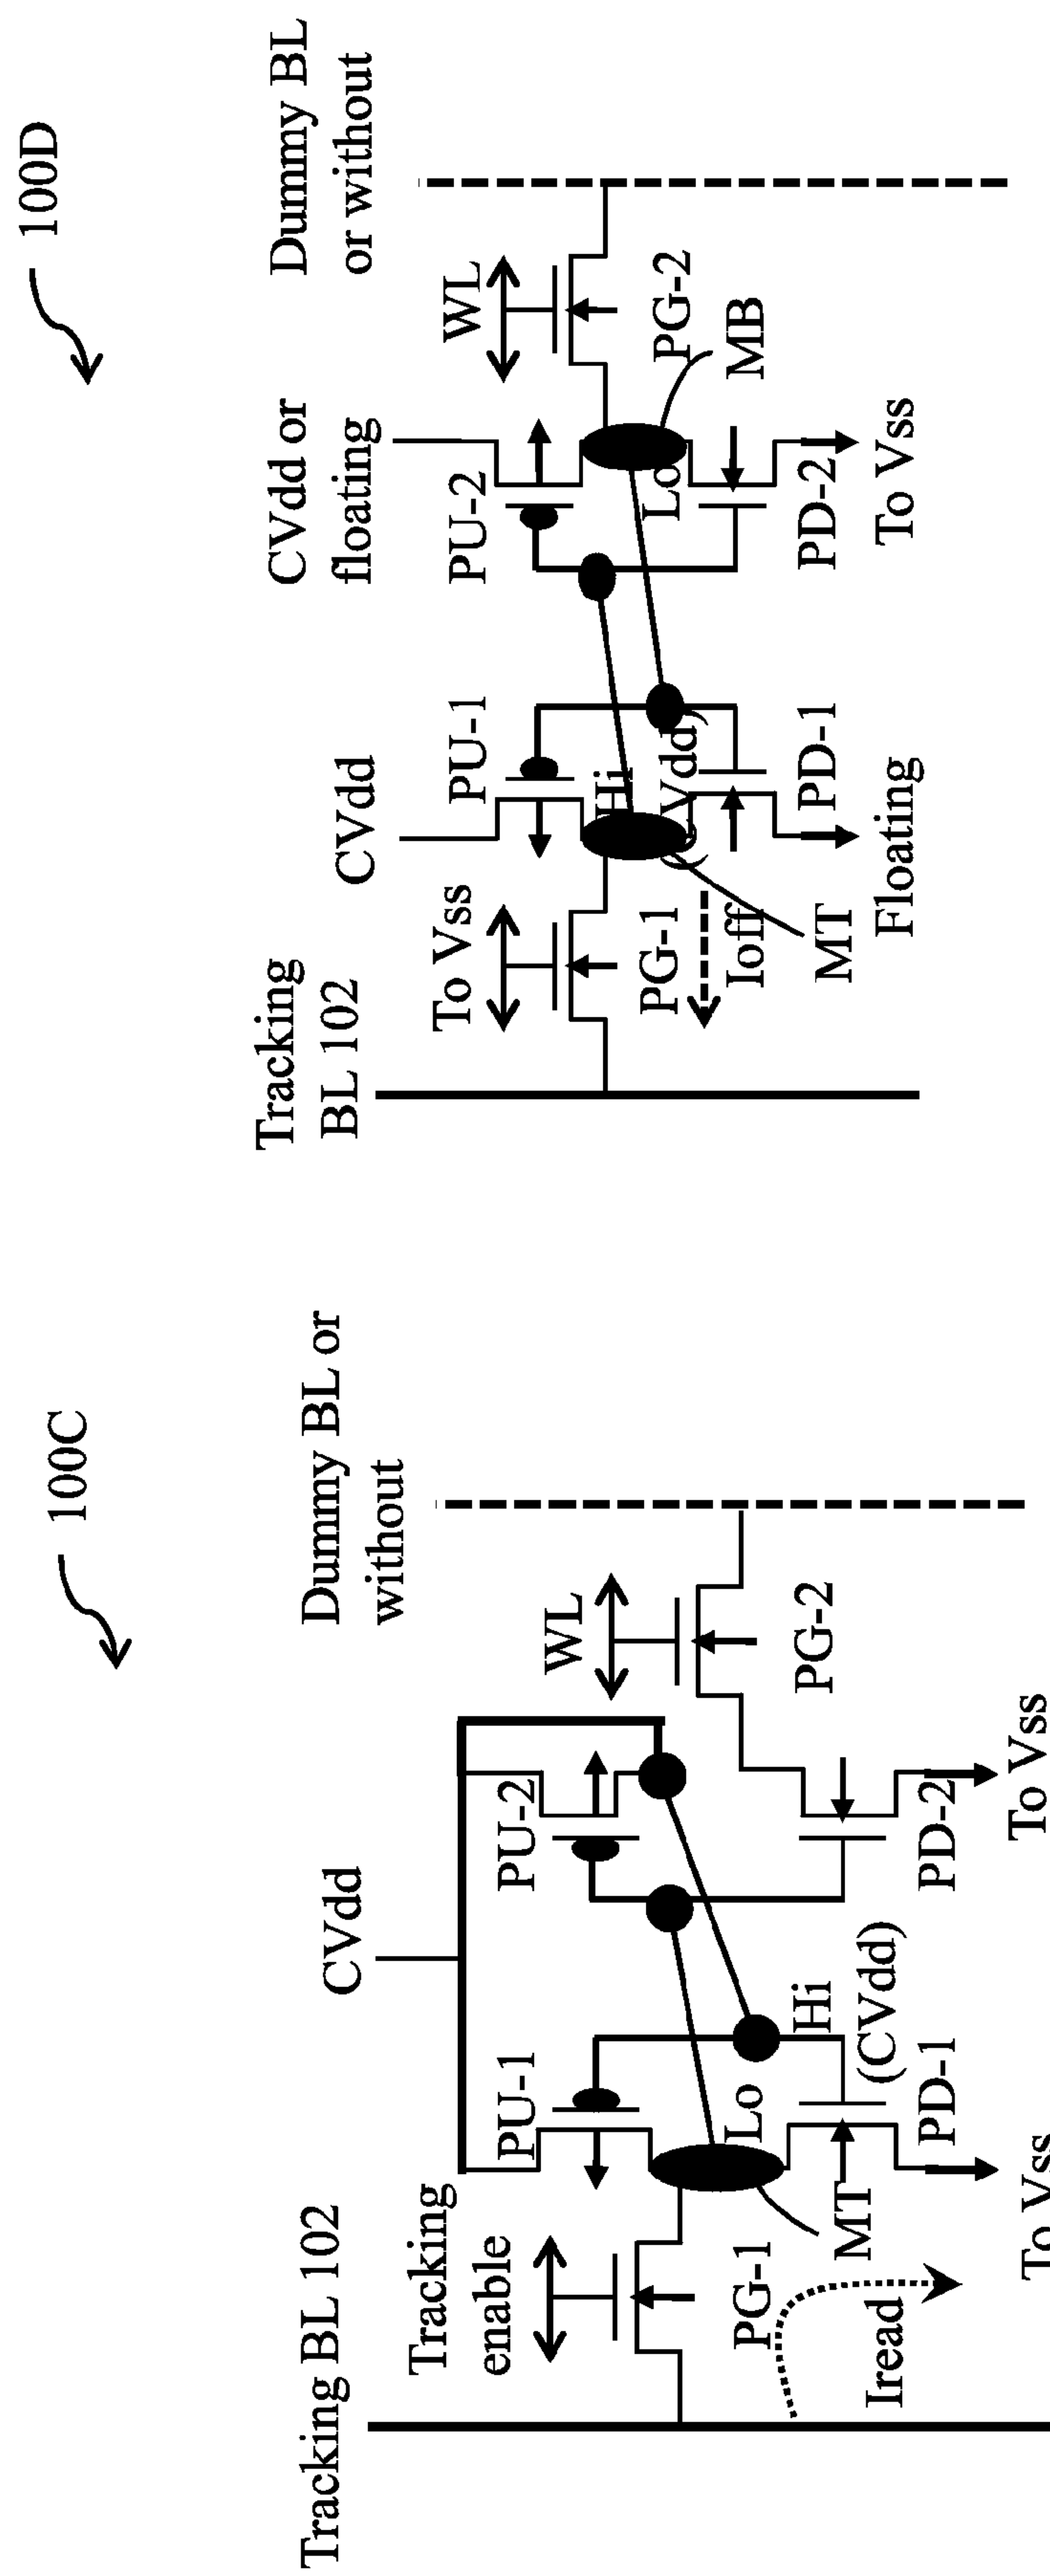 100C
Dummy BL or
without
CVdd
Tracking BL 102
Tracking
enable
WL
PU-1
PU-2
PG-1
PG-2
Lo
Hi
(CVdd)
MT
Iread
PD-1
PD-2
To Vss
To Vss
100D
Dummy BL
or without
CVdd or
floating
CVdd
Tracking
BL 102
To Vss
WL
PU-1
PU-2
PG-1
PG-2
Hi
(CVdd)
Lo
MB
Ioff
MT
PD-1
PD-2
Floating
To Vss